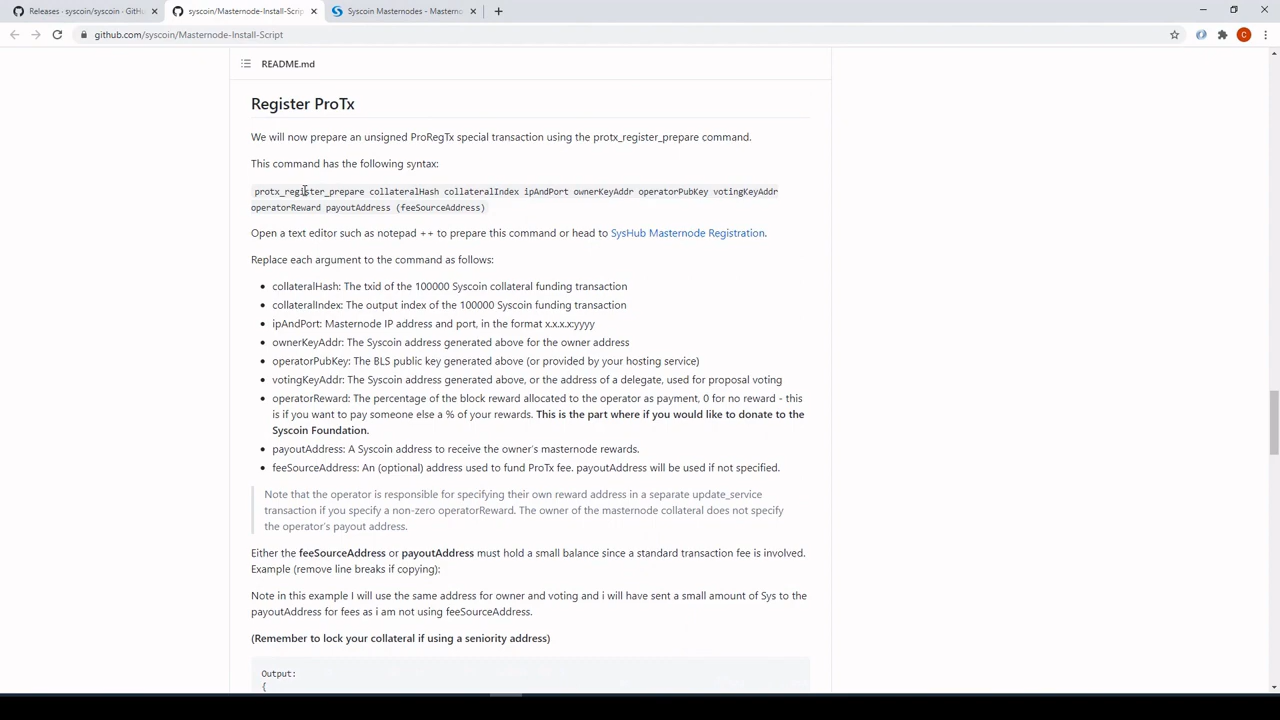 Releases · syscoin/syscoin · GitHu
syscoin/Masternode-Install-Script
Syscoin Masternodes - Masterno
github.com/syscoin/Masternode-Install-Script
C
README.md
Register ProTx
We will now prepare an unsigned ProRegTx special transaction using the protx_register_prepare command.
This command has the following syntax:
protx_register_prepare collateralHash collateralIndex ipAndPort ownerKeyAddr operatorPubKey votingKeyAddr
operatorReward payoutAddress (feeSourceAddress)
Open a text editor such as notepad ++ to prepare this command or head to SysHub Masternode Registration.
Replace each argument to the command as follows:
• collateralHash: The txid of the 100000 Syscoin collateral funding transaction
• collateralIndex: The output index of the 100000 Syscoin funding transaction
• ipAndPort: Masternode IP address and port, in the format x.x.x.x:yyyy
• ownerKeyAddr: The Syscoin address generated above for the owner address
• operatorPubKey: The BLS public key generated above (or provided by your hosting service)
• votingKeyAddr: The Syscoin address generated above, or the address of a delegate, used for proposal voting
• operatorReward: The percentage of the block reward allocated to the operator as payment, 0 for no reward - this
is if you want to pay someone else a % of your rewards. This is the part where if you would like to donate to the
Syscoin Foundation.
• payoutAddress: A Syscoin address to receive the owner's masternode rewards.
• feeSourceAddress: An (optional) address used to fund ProTx fee. payoutAddress will be used if not specified.
Note that the operator is responsible for specifying their own reward address in a separate update_service
transaction if you specify a non-zero operatorReward. The owner of the masternode collateral does not specify
the operator's payout address.
Either the feeSourceAddress or payoutAddress must hold a small balance since a standard transaction fee is involved.
Example (remove line breaks if copying):
Note in this example I will use the same address for owner and voting and i will have sent a small amount of Sys to the
payoutAddress for fees as i am not using feeSourceAddress.
(Remember to lock your collateral if using a seniority address)
Output:
{